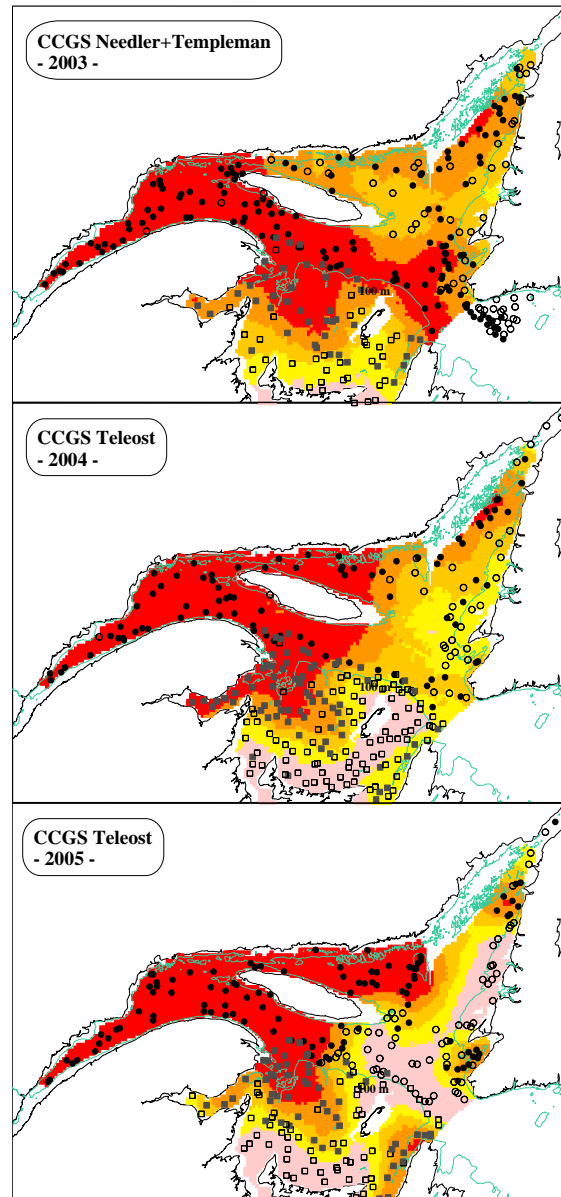 CCGS Needler+Templeman
- 2003 -
100 m
CCGS Teleost
- 2004 -
100 m
CCGS Teleost
- 2005 -
100 m